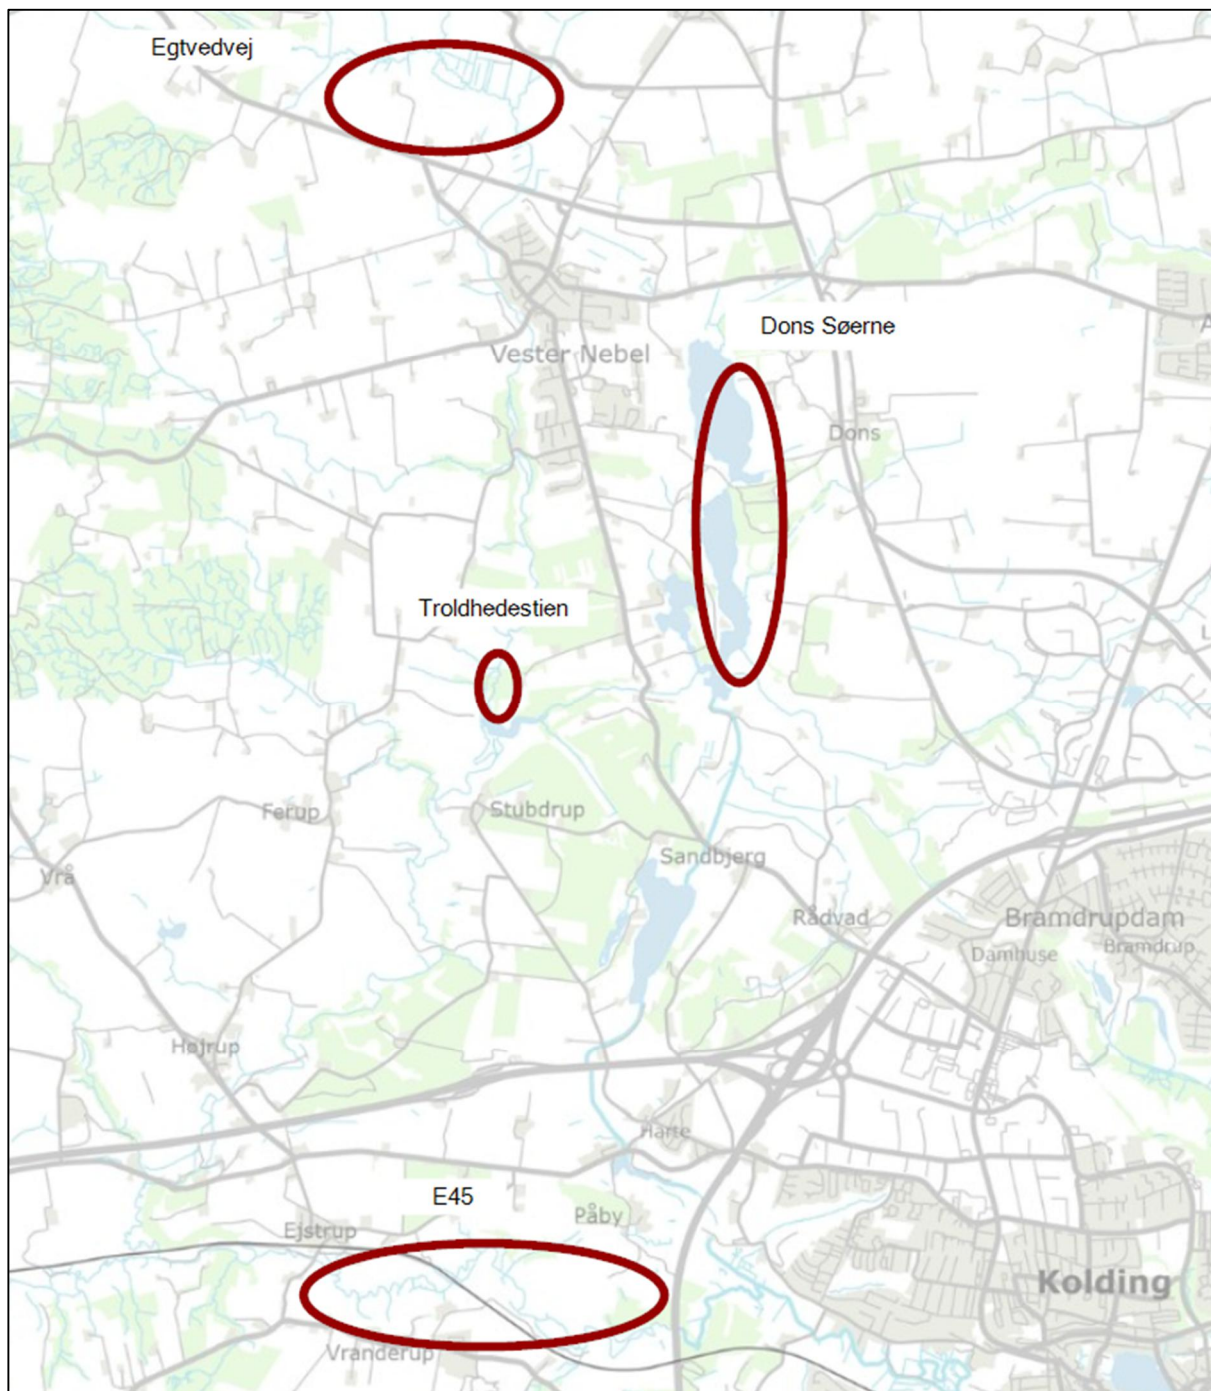 Egtvedvej
Dons Søerne
Vester Nebel
Dons
Troldhedestien
Ferup
Stubdrup
Sandbjerg
Vrå
Rådvad
Bramdrupdam
Damhuse
Bramdrup
Højrup
Harte
E45
Påby
Ejstrup
Kolding
Vranderup